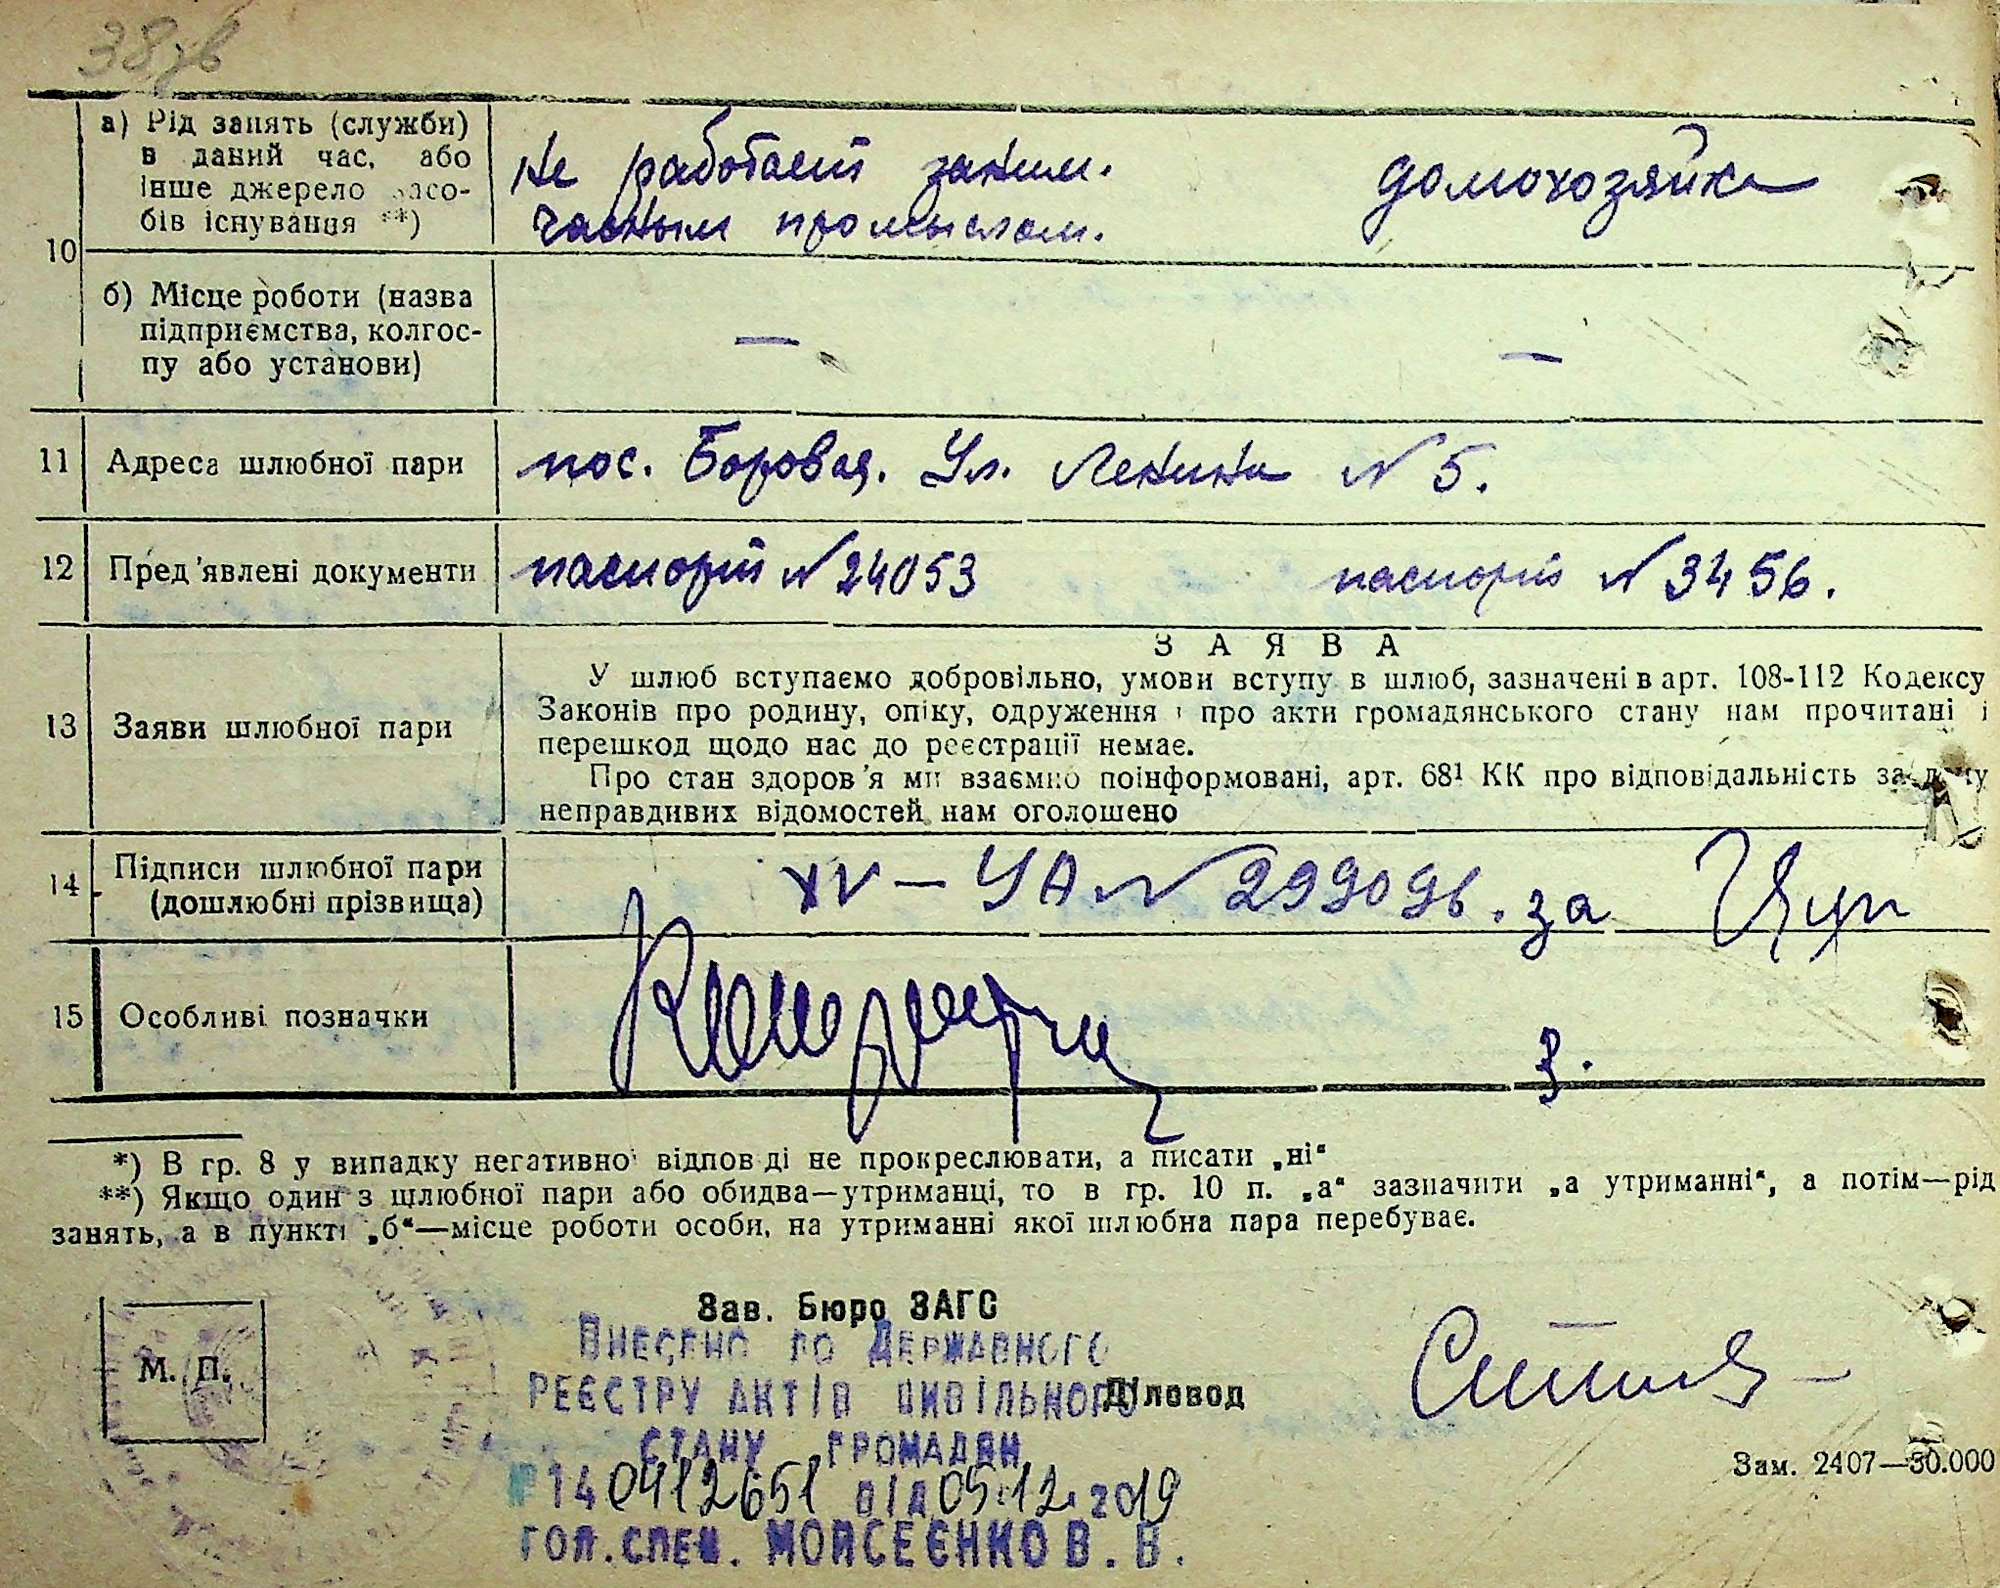 38зв
10
а) Рід занять (служби)
в даний час, або
інше джерело засо-
бів існування **)
не работает заним.
частным промыслом.
домохозяйка
б) Місце роботи (назва
підприємства, колгос-
пу або установи)
—
—
11 Адреса шлюбної пари пос. Боровая. Ул. Ленина № 5.
12 Пред'явлені документи паспорт № 24053 паспорт № 3456.
13 Заяви шлюбної пари
ЗАЯВА
У шлюб вступаємо добровільно, умови вступу в шлюб, зазначені в арт. 108-112 Кодексу
Законів про родину, опіку, одруження і про акти громадянського стану нам прочитані і
перешкод щодо нас до реєстрації немає.
Про стан здоров'я ми взаємно поінформовані, арт. 68¹ КК про відповідальність за дачу
неправдивих відомостей нам оголошено
14 Підписи шлюбної пари
(дошлюбні прізвища)
XV — УА № 299096. за
15 Особливі позначки
*) В гр. 8 у випадку негативної відповіді не прокреслювати, а писати „ні“
**) Якщо один з шлюбної пари або обидва—утриманці, то в гр. 10 п. „а“ зазначити „а утриманні“, а потім—рід
занять, а в пункті „б“—місце роботи особи, на утриманні якої шлюбна пара перебуває.
М. П.
Зав. Бюро ЗАГС
Внесено до Державного
реєстру актів цивільного
Діловод
стану громадян
№ 140412651 від 05.12.2019
гол.спец. Мойсеєнко В. В.
Зам. 2407—30.000